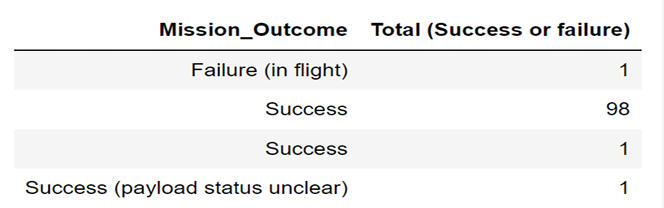 Mission_Outcome Total (Success or failure)
Failure (in flight) 1
Success 98
Success 1
Success (payload status unclear) 1